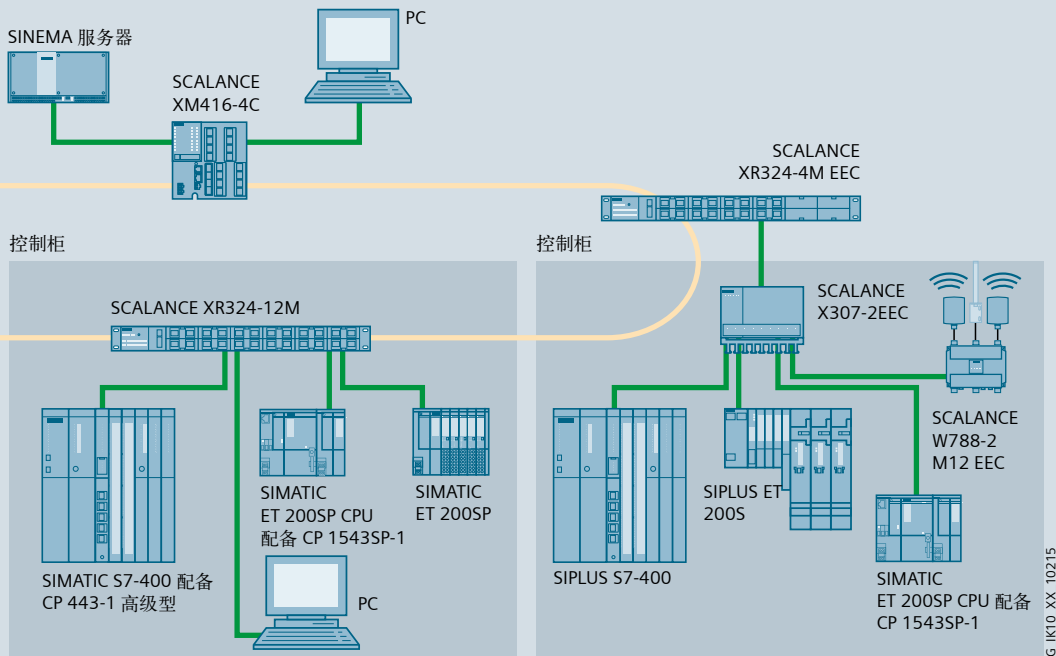 SINEMA 服务器
PC
SCALANCE
XM416-4C
SCALANCE
XR324-4M EEC
控制柜
控制柜
SCALANCE XR324-12M
SCALANCE
X307-2EEC
SCALANCE
W788-2
M12 EEC
SIMATIC
ET 200SP CPU
配备 CP 1543SP-1
SIMATIC
ET 200SP
SIPLUS ET
200S
SIMATIC S7-400 配备
CP 443-1 高级型
PC
SIPLUS S7-400
SIMATIC
ET 200SP CPU 配备
CP 1543SP-1
G_IK10_XX_10215